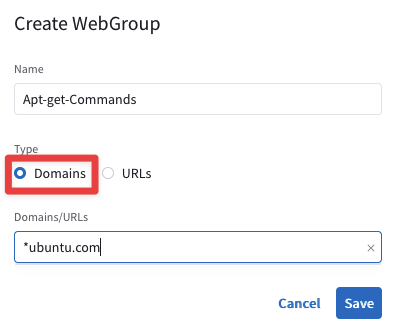 Create WebGroup
Name
Apt-get-Commands
Type
Domains URLs
Domains/URLs
*ubuntu.com
Cancel Save